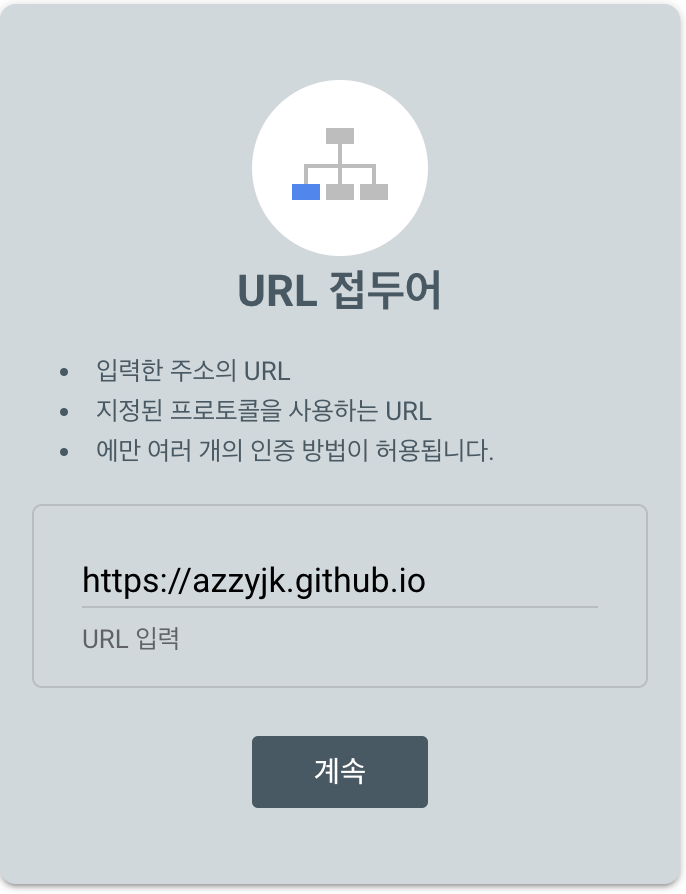 URL 접두어
• 입력한 주소의 URL
• 지정된 프로토콜을 사용하는 URL
• 에만 여러 개의 인증 방법이 허용됩니다.
https://azzyjk.github.io
URL 입력
계속